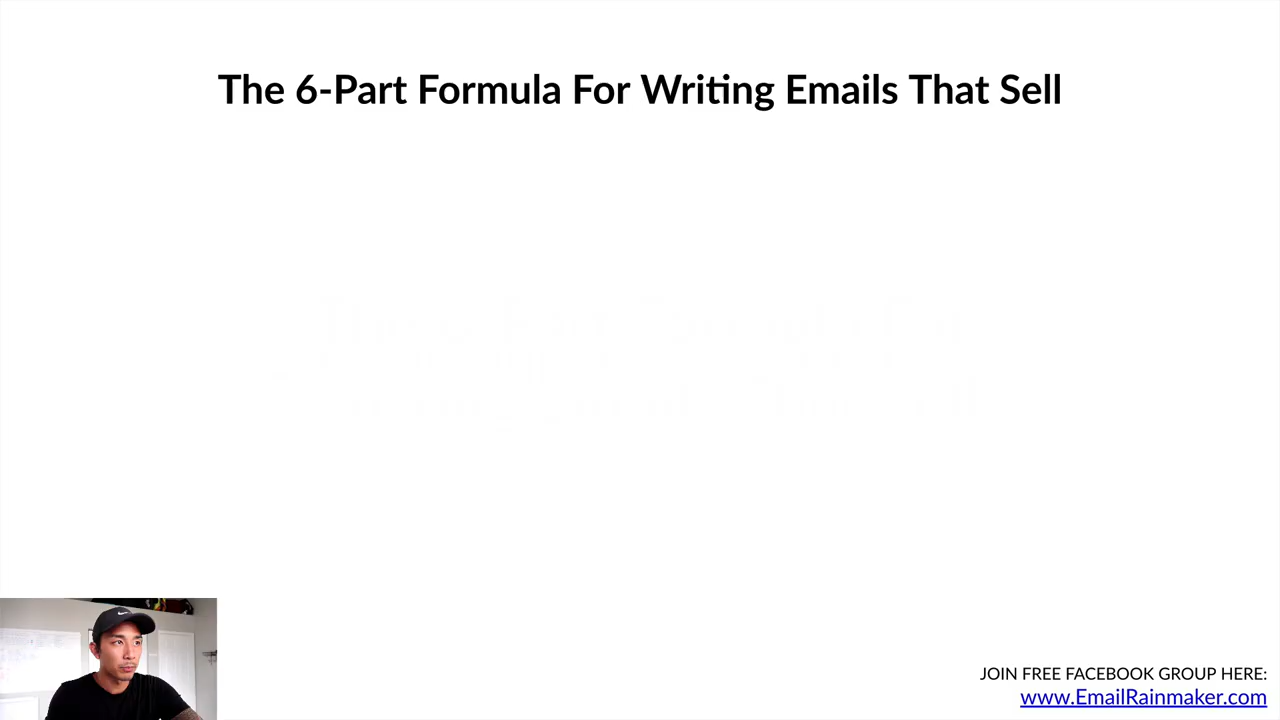 The 6-Part Formula For Writing Emails That Sell
JOIN FREE FACEBOOK GROUP HERE:
www.EmailRainmaker.com